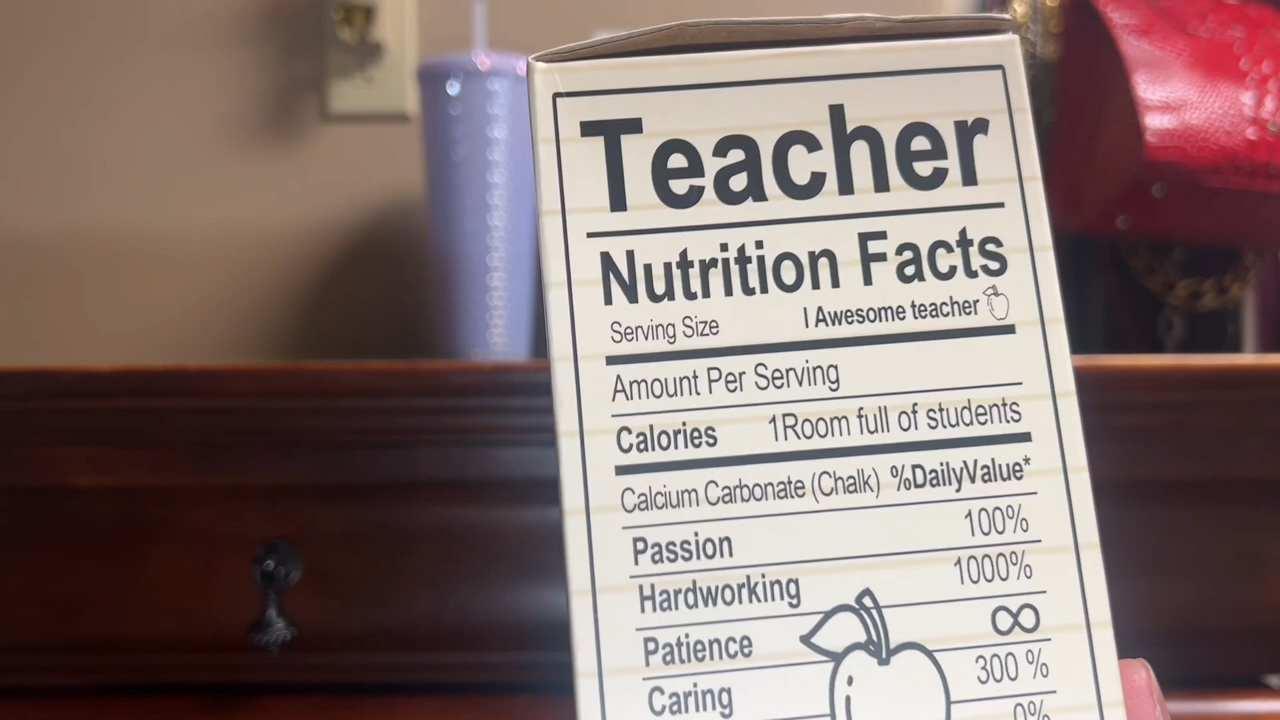 Teacher
Nutrition Facts
Serving Size I Awesome teacher
Amount Per Serving
Calories 1Room full of students
Calcium Carbonate (Chalk) %DailyValue*
Passion 100%
Hardworking 1000%
Patience ∞
Caring 300 %
0%